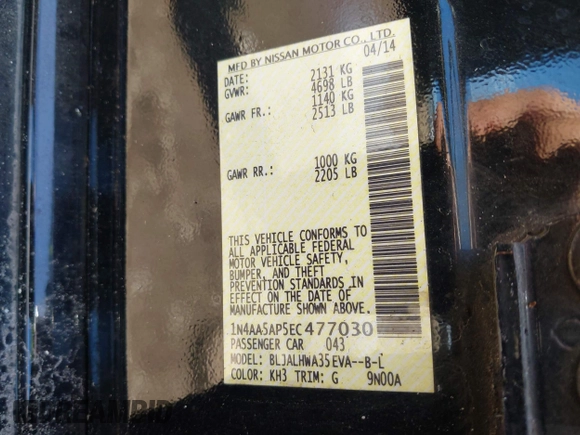 MFD BY NISSAN MOTOR CO., LTD.
DATE: 04/14
GVWR: 2131 KG
4698 LB
GAWR FR.: 1140 KG
2513 LB
GAWR RR.: 1000 KG
2205 LB
THIS VEHICLE CONFORMS TO
ALL APPLICABLE FEDERAL
MOTOR VEHICLE SAFETY,
BUMPER, AND THEFT
PREVENTION STANDARDS IN
EFFECT ON THE DATE OF
MANUFACTURE SHOWN ABOVE.
1N4AA5AP5EC477030
PASSENGER CAR 043
MODEL: BLJALHWA35EVA--B-L
COLOR: KH3 TRIM: G 9N00A